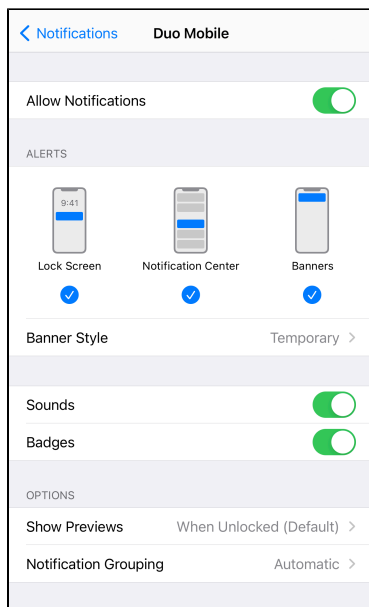 Notifications Duo Mobile
Allow Notifications
ALERTS
9:41
Lock Screen Notification Center Banners
Banner Style Temporary
Sounds
Badges
OPTIONS
Show Previews When Unlocked (Default)
Notification Grouping Automatic